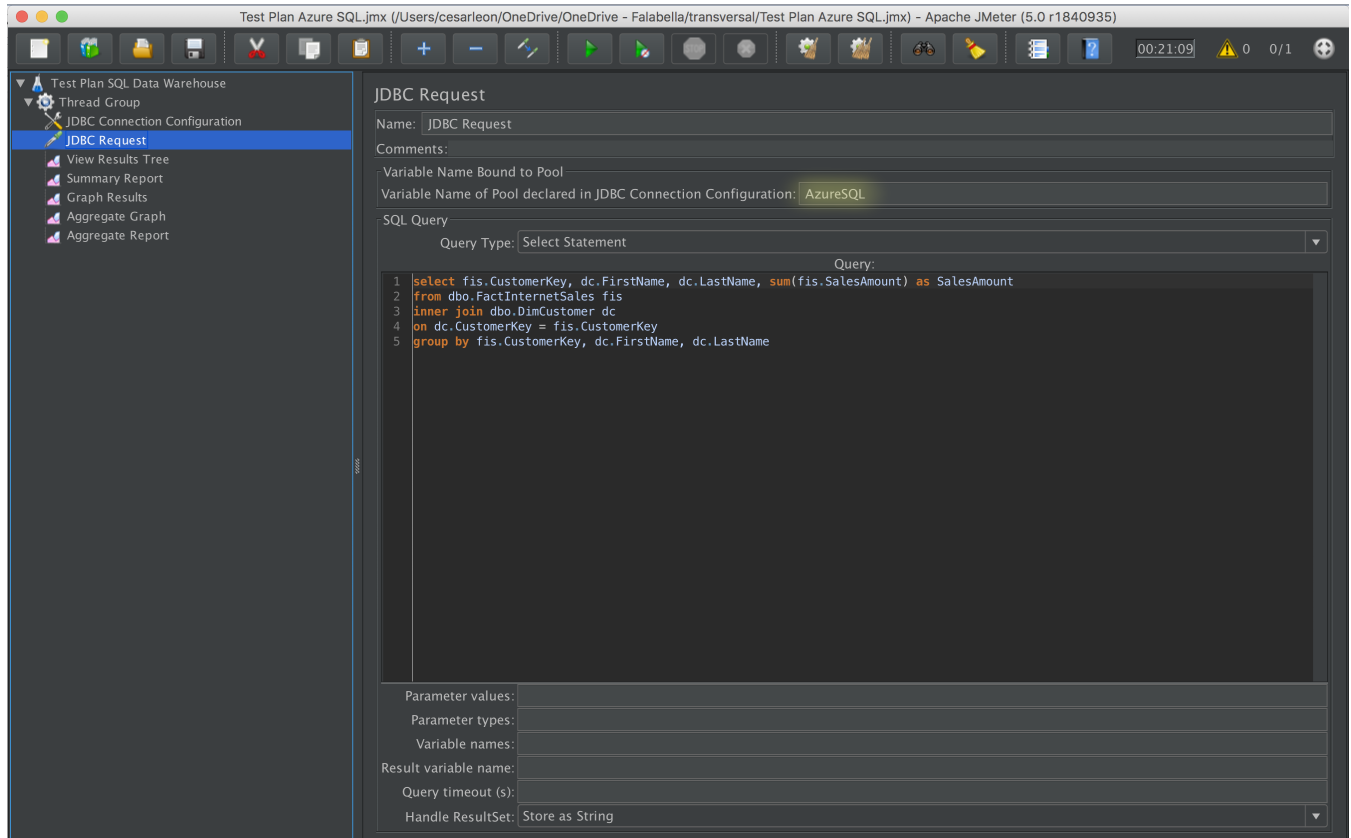 Test Plan Azure SQL.jmx (/Users/cesarleon/OneDrive/OneDrive - Falabella/transversal/Test Plan Azure SQL.jmx) - Apache JMeter (5.0 r1840935)
STOP 00:21:09 0 0/1
Test Plan SQL Data Warehouse
Thread Group
JDBC Connection Configuration
JDBC Request
View Results Tree
Summary Report
Graph Results
Aggregate Graph
Aggregate Report
JDBC Request
Name: JDBC Request
Comments:
Variable Name Bound to Pool
Variable Name of Pool declared in JDBC Connection Configuration: AzureSQL
SQL Query
Query Type: Select Statement
Query:
1 select fis.CustomerKey, dc.FirstName, dc.LastName, sum(fis.SalesAmount) as SalesAmount
2 from dbo.FactInternetSales fis
3 inner join dbo.DimCustomer dc
4 on dc.CustomerKey = fis.CustomerKey
5 group by fis.CustomerKey, dc.FirstName, dc.LastName
Parameter values:
Parameter types:
Variable names:
Result variable name:
Query timeout (s):
Handle ResultSet: Store as String